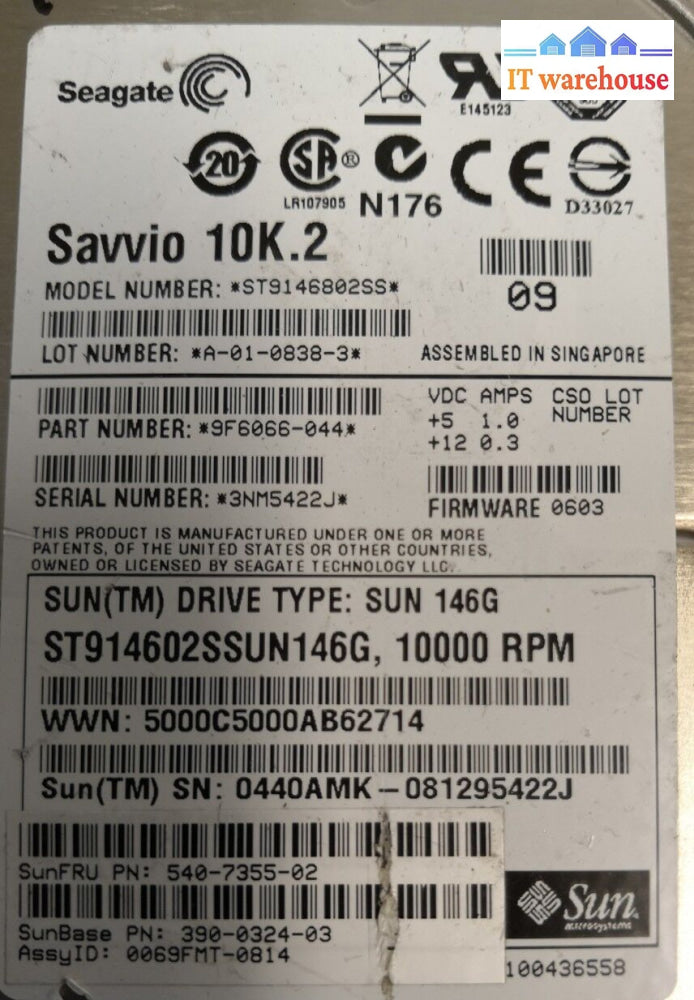 IT warehouse
Seagate
E145123
20
SA ®
LR107905
N176
CE
D33027
Savvio 10K.2
MODEL NUMBER: *ST9146802SS*
09
LOT NUMBER: *A-01-0838-3*
ASSEMBLED IN SINGAPORE
PART NUMBER: *9F6066-044*
SERIAL NUMBER: *3NM5422J*
VDC AMPS CSO LOT
+5 1.0 NUMBER
+12 0.3
FIRMWARE 0603
THIS PRODUCT IS MANUFACTURED UNDER ONE OR MORE
PATENTS, OF THE UNITED STATES OR OTHER COUNTRIES,
OWNED OR LICENSED BY SEAGATE TECHNOLOGY LLC.
SUN(TM) DRIVE TYPE: SUN 146G
ST914602SSUN146G, 10000 RPM
WWN: 5000C5000AB62714
Sun(TM) SN: 0440AMK-081295422J
SunFRU PN: 540-7355-02
SunBase PN: 390-0324-03
AssyID: 0069FMT-0814
Sun
microsystems
100436558